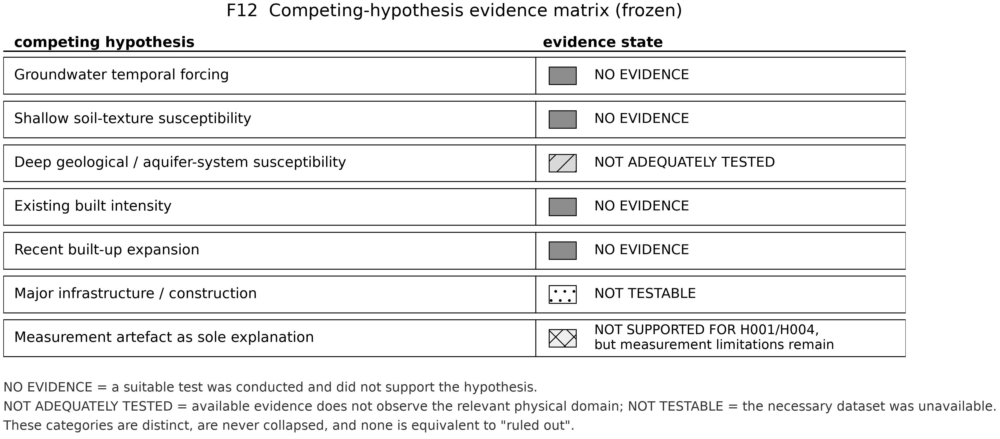 F12  Competing-hypothesis evidence matrix (frozen)
competing hypothesis
evidence state
Groundwater temporal forcing
NO EVIDENCE
Shallow soil-texture susceptibility
NO EVIDENCE
Deep geological / aquifer-system susceptibility
NOT ADEQUATELY TESTED
Existing built intensity
NO EVIDENCE
Recent built-up expansion
NO EVIDENCE
Major infrastructure / construction
NOT TESTABLE
Measurement artefact as sole explanation
NOT SUPPORTED FOR H001/H004,
but measurement limitations remain
NO EVIDENCE = a suitable test was conducted and did not support the hypothesis.
NOT ADEQUATELY TESTED = available evidence does not observe the relevant physical domain; NOT TESTABLE = the necessary dataset was unavailable.
These categories are distinct, are never collapsed, and none is equivalent to "ruled out".